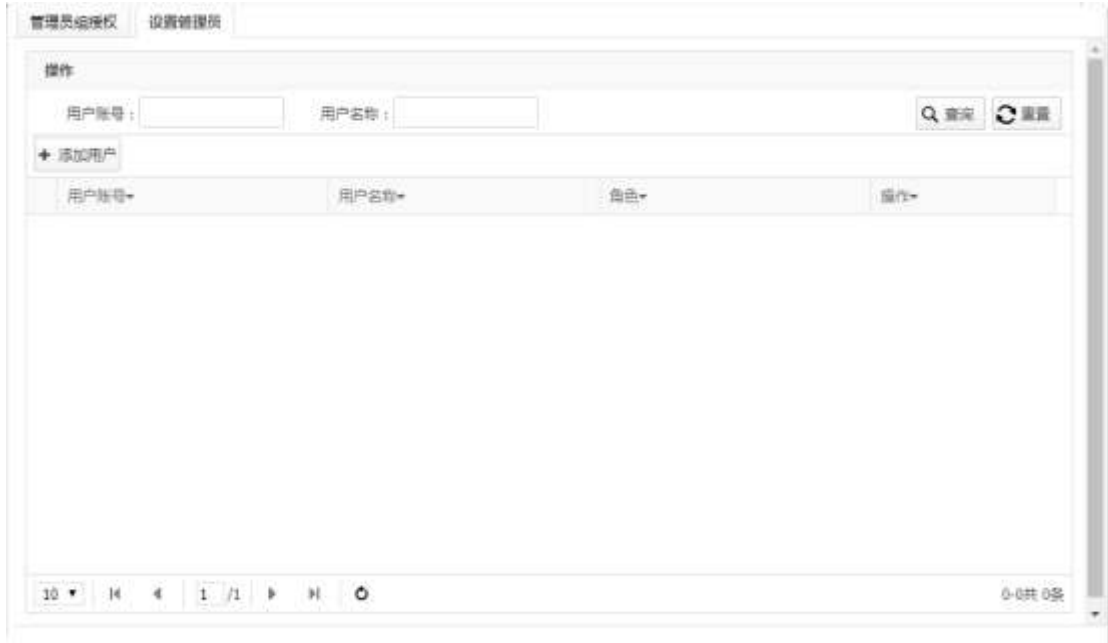 管理员组授权 设置管理员
操作
用户账号： 用户名称： 查询 重置
+ 添加用户
用户账号 用户名称 角色 操作
10 1 /1 0-0共 0条